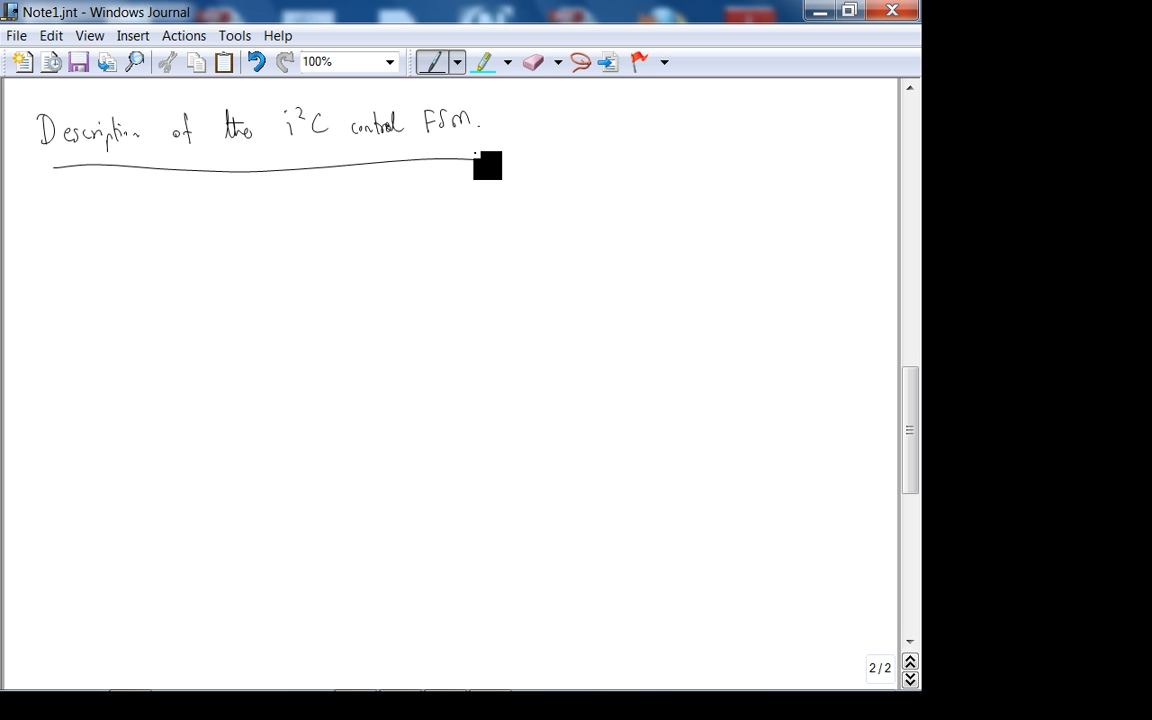 Note1.jnt - Windows Journal
File Edit View Insert Actions Tools Help
100%
Description of the i²C control FSM.
2 / 2